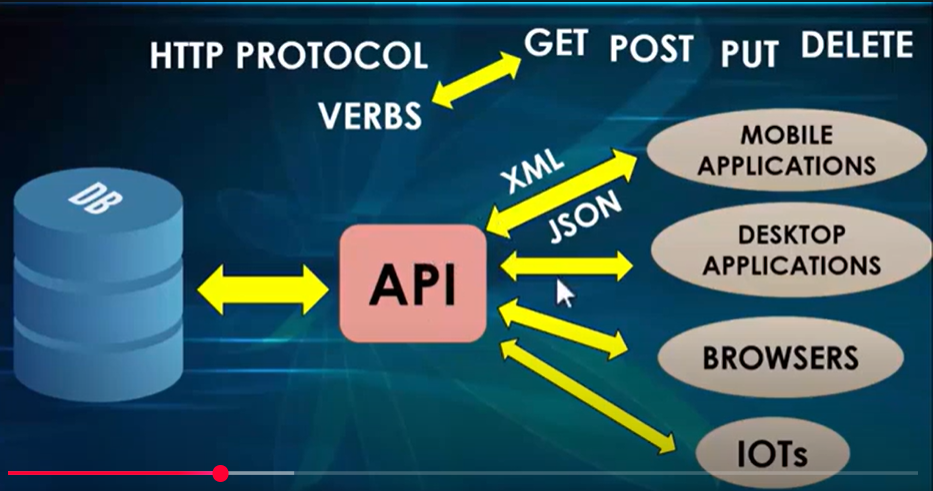 HTTP PROTOCOL
VERBS
GET POST PUT DELETE
DB
API
XML
JSON
MOBILE
APPLICATIONS
DESKTOP
APPLICATIONS
BROWSERS
IOTs